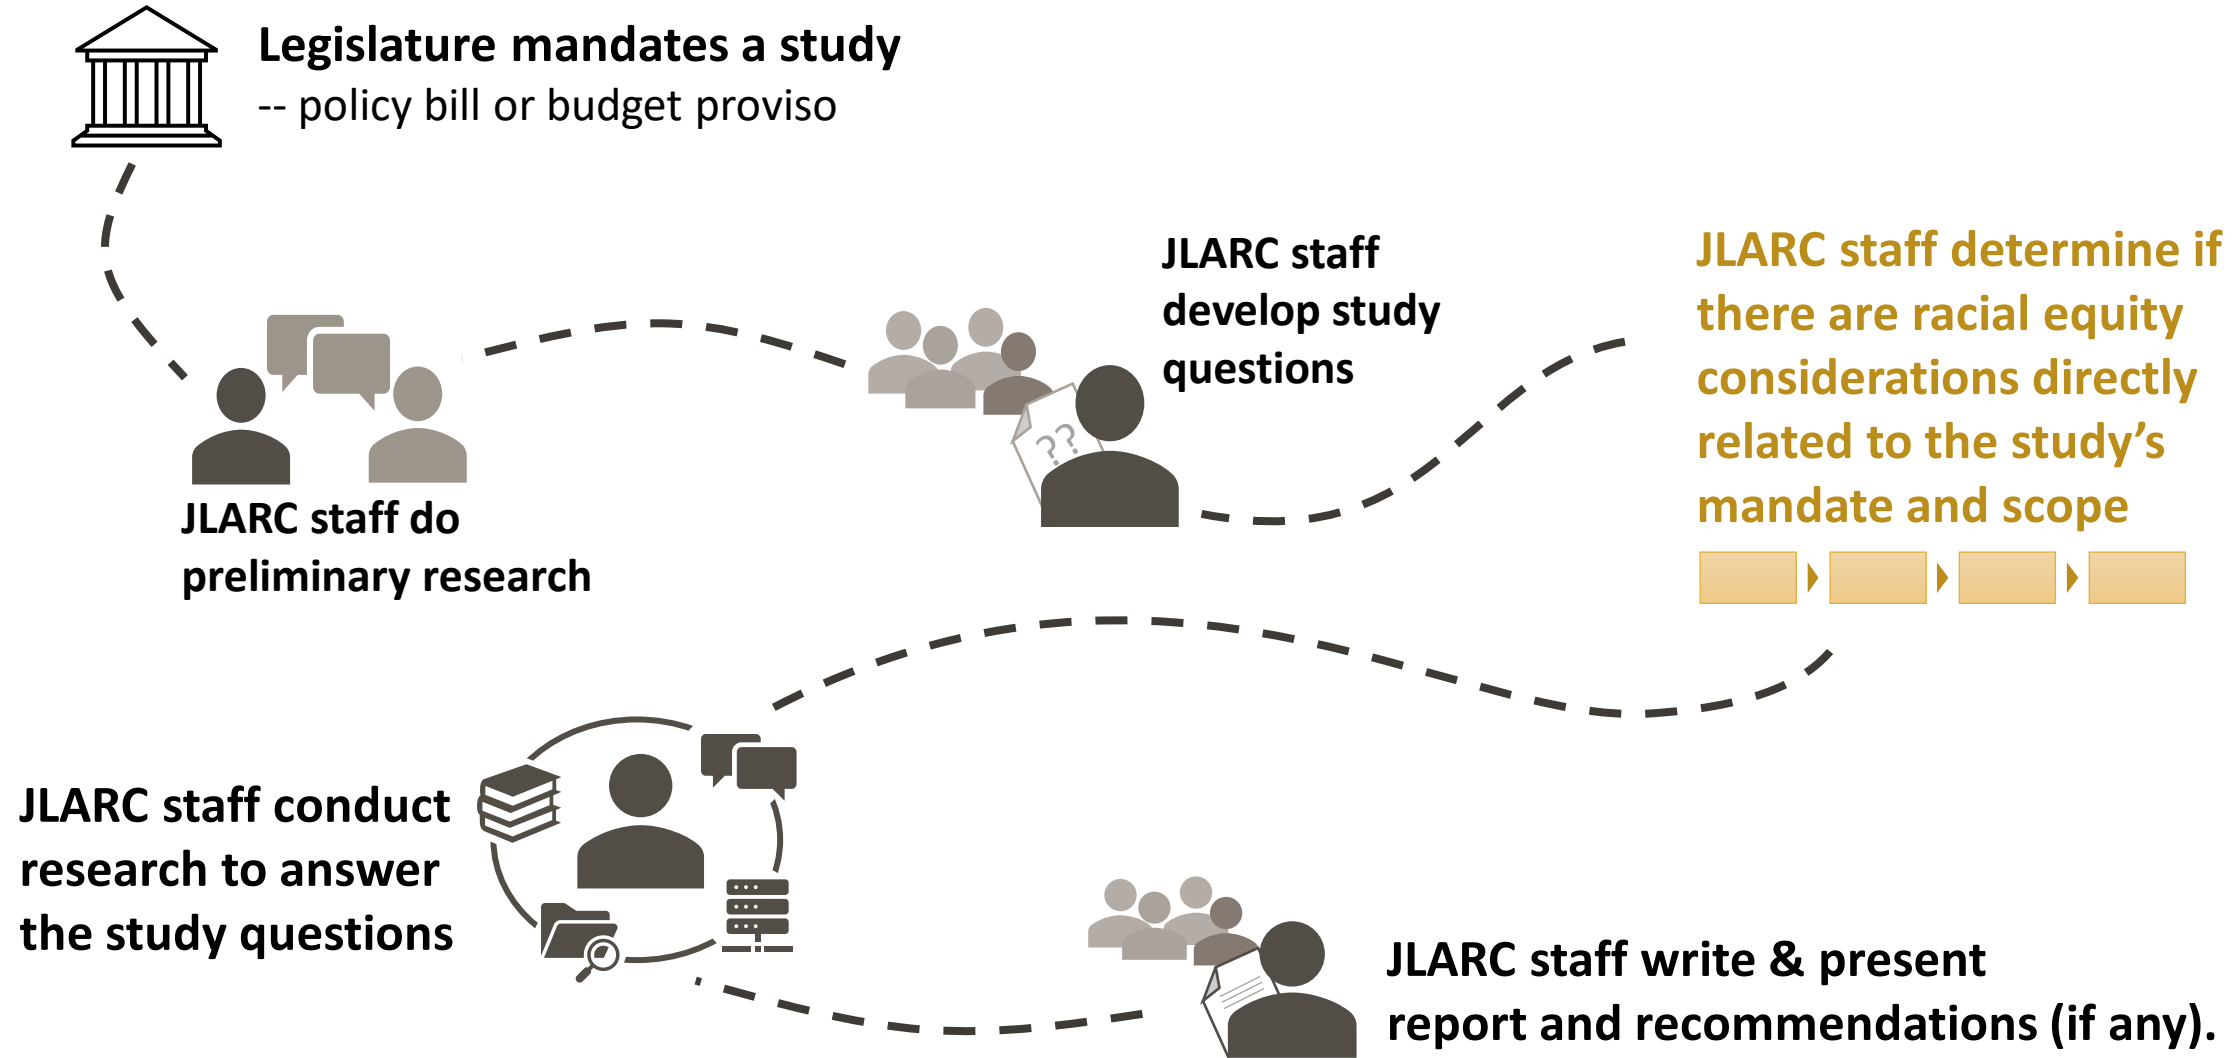 Legislature mandates a study
-- policy bill or budget proviso
JLARC staff do
preliminary research
JLARC staff
develop study
questions
??
JLARC staff determine if
there are racial equity
considerations directly
related to the study’s
mandate and scope
JLARC staff conduct
research to answer
the study questions
JLARC staff write & present
report and recommendations (if any).